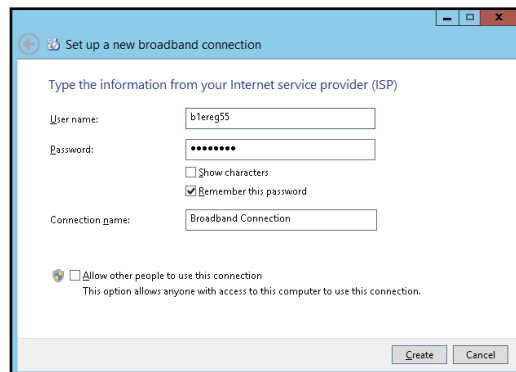 Set up a new broadband connection
Type the information from your Internet service provider (ISP)
User name: b1ereg55
Password: ••••••••
Show characters
Remember this password
Connection name: Broadband Connection
Allow other people to use this connection
This option allows anyone with access to this computer to use this connection.
Create Cancel